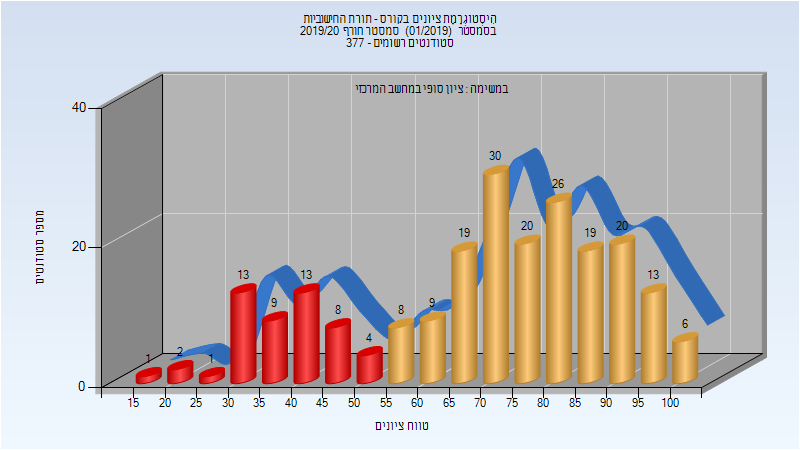 היסטוגרמת ציונים בקורס - תורת החישוביות
בסמסטר (01/2019) סמסטר חורף 2019/20
סטודנטים רשומים - 377
במשימה : ציון סופי במחשב המרכזי
מספר סטודנטים
40
20
0
1 2 1 13 9 13 8 4 8 9 19 30 20 26 19 20 13 6
15 20 25 30 35 40 45 50 55 60 65 70 75 80 85 90 95 100
טווח ציונים